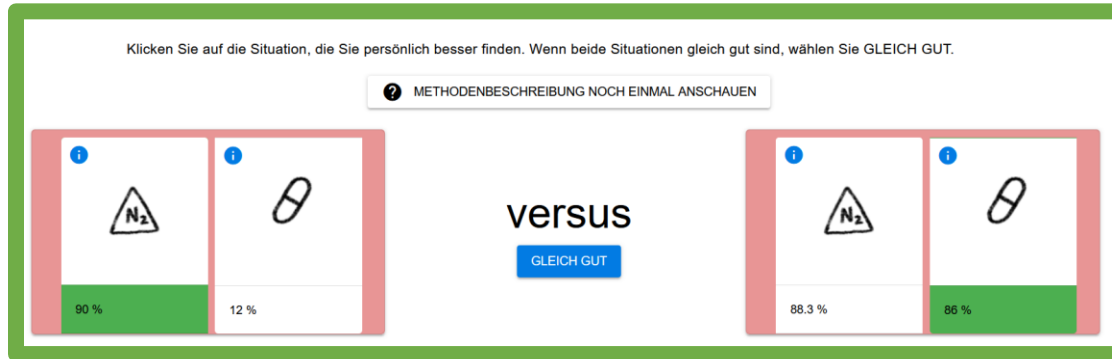 Klicken Sie auf die Situation, die Sie persönlich besser finden. Wenn beide Situationen gleich gut sind, wählen Sie GLEICH GUT.
? METHODENBESCHREIBUNG NOCH EINMAL ANSCHAUEN
i i i i
N2 N2
versus
GLEICH GUT
90 % 12 % 88.3 % 86 %